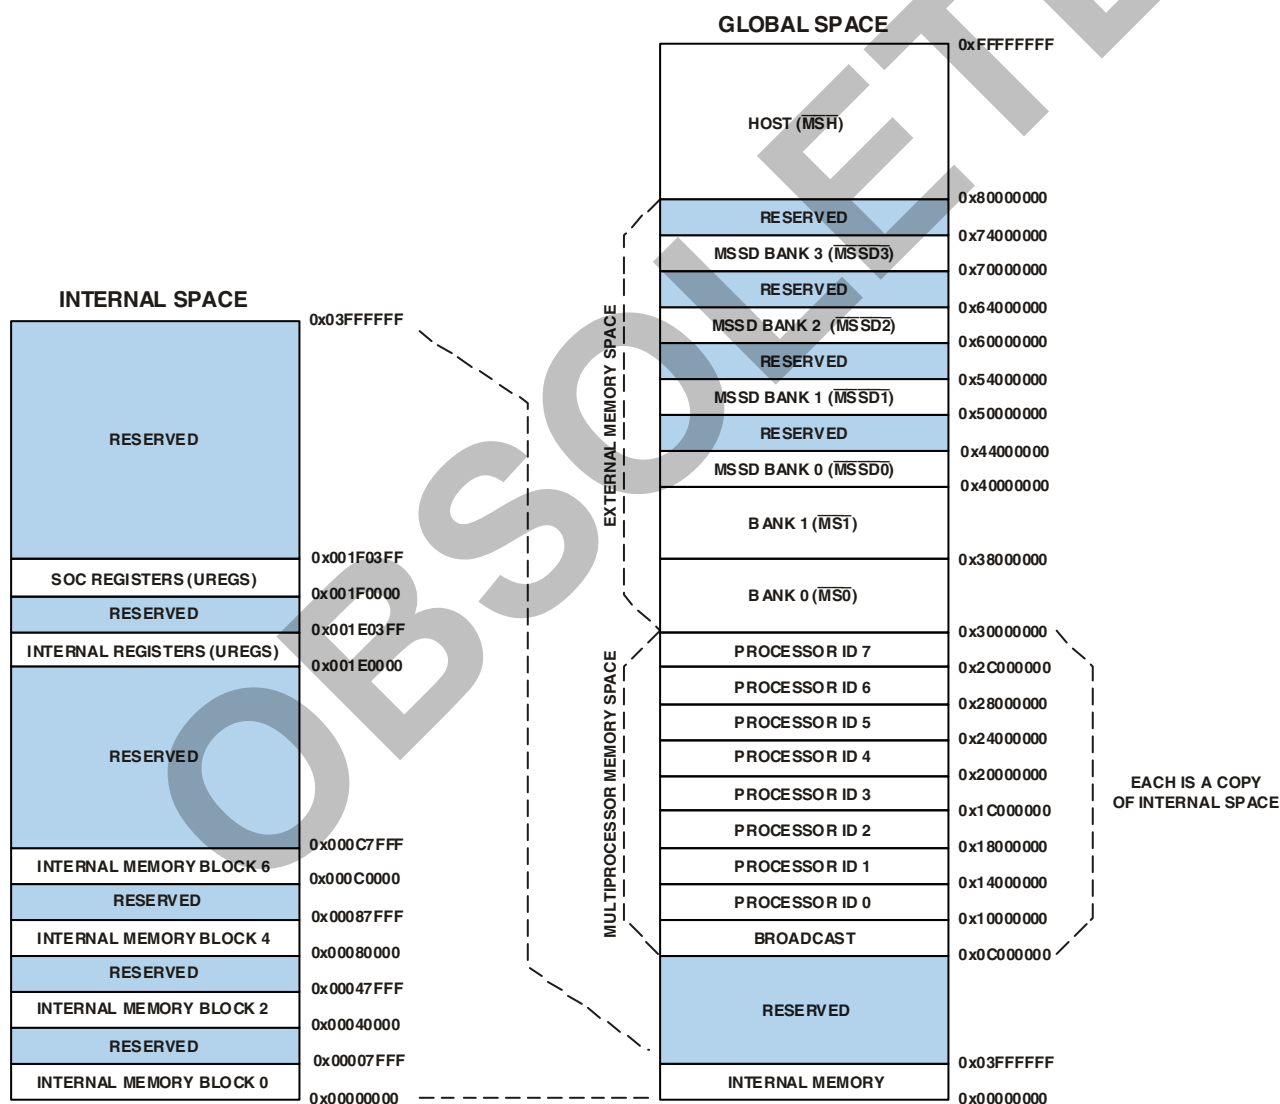 GLOBAL SPACE
0xFFFFFFFF
HOST (MSH)
0x80000000
RESERVED
0x74000000
MSSD BANK 3 (MSSD3)
0x70000000
RESERVED
0x64000000
MSSD BANK 2 (MSSD2)
0x60000000
RESERVED
0x54000000
MSSD BANK 1 (MSSD1)
0x50000000
RESERVED
0x44000000
MSSD BANK 0 (MSSD0)
0x40000000
BANK 1 (MS1)
0x38000000
BANK 0 (MS0)
0x30000000
PROCESSOR ID 7
0x2C000000
PROCESSOR ID 6
0x28000000
PROCESSOR ID 5
0x24000000
PROCESSOR ID 4
0x20000000
PROCESSOR ID 3
0x1C000000
PROCESSOR ID 2
0x18000000
PROCESSOR ID 1
0x14000000
PROCESSOR ID 0
0x10000000
BROADCAST
0x0C000000
RESERVED
0x03FFFFFF
INTERNAL MEMORY
0x00000000
EXTERNAL MEMORY SPACE
MULTIPROCESSOR MEMORY SPACE
EACH IS A COPY
OF INTERNAL SPACE
INTERNAL SPACE
0x03FFFFFF
RESERVED
0x001F03FF
SOC REGISTERS (UREGS)
0x001F0000
RESERVED
0x001E03FF
INTERNAL REGISTERS (UREGS)
0x001E0000
RESERVED
0x000C7FFF
INTERNAL MEMORY BLOCK 6
0x000C0000
RESERVED
0x00087FFF
INTERNAL MEMORY BLOCK 4
0x00080000
RESERVED
0x00047FFF
INTERNAL MEMORY BLOCK 2
0x00040000
RESERVED
0x00007FFF
INTERNAL MEMORY BLOCK 0
0x00000000
OBSOLETE